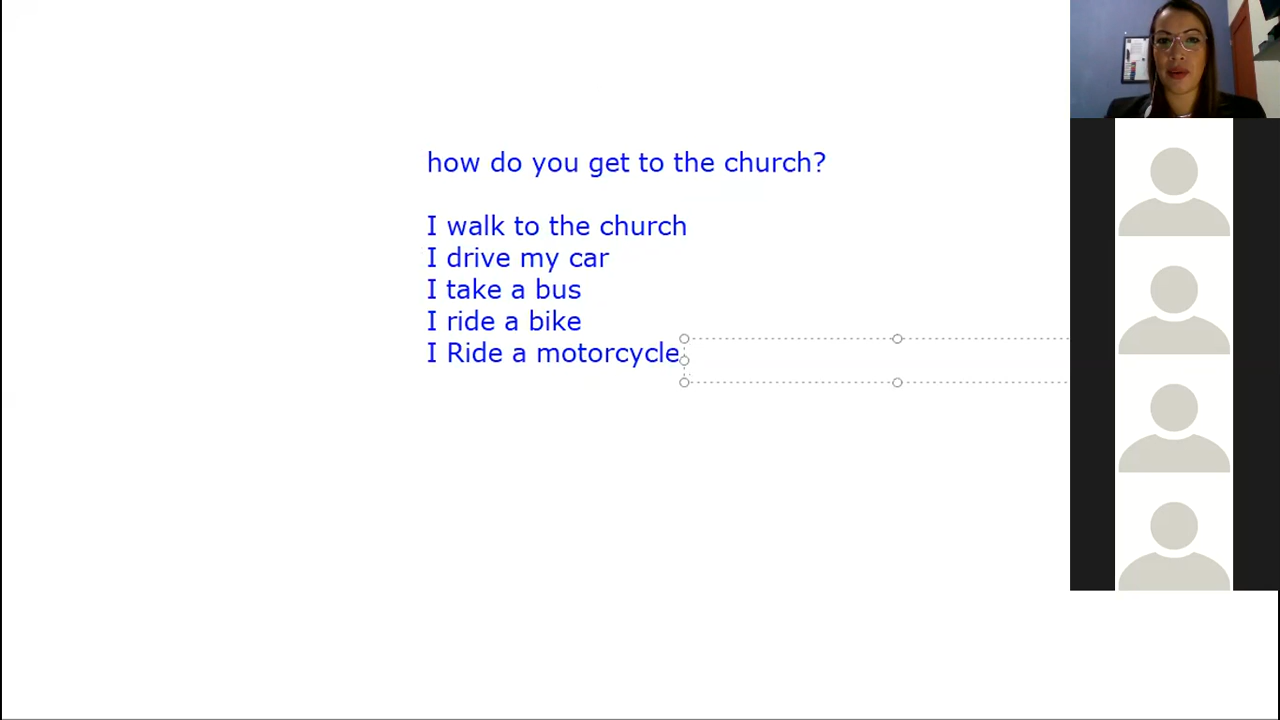 how do you get to the church?
I walk to the church
I drive my car
I take a bus
I ride a bike
I Ride a motorcycle